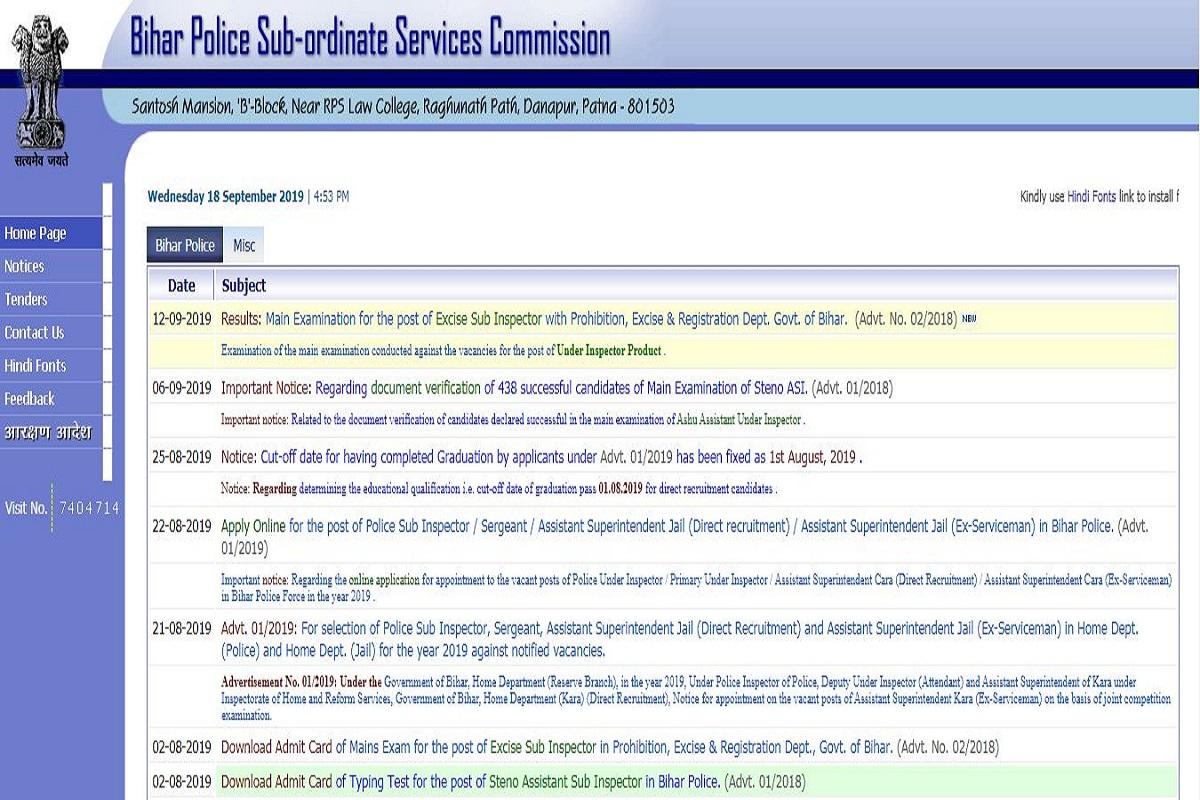 Bihar Police Sub-ordinate Services Commission
Santosh Mansion, 'B'-Block, Near RPS Law College, Raghunath Path, Danapur, Patna - 801503
सत्यमेव जयते
Wednesday 18 September 2019 | 4:53 PM
Kindly use Hindi Fonts link to install f
Home Page
Notices
Tenders
Contact Us
Hindi Fonts
Feedback
आरक्षण आदेश
Visit No. 7404714
Bihar Police
Misc
Date Subject
12-09-2019 Results: Main Examination for the post of Excise Sub Inspector with Prohibition, Excise & Registration Dept. Govt. of Bihar. (Advt. No. 02/2018) NEW
Examination of the main examination conducted against the vacancies for the post of Under Inspector Product .
06-09-2019 Important Notice: Regarding document verification of 438 successful candidates of Main Examination of Steno ASI. (Advt. 01/2018)
Important notice: Related to the document verification of candidates declared successful in the main examination of Ashu Assistant Under Inspector .
25-08-2019 Notice: Cut-off date for having completed Graduation by applicants under Advt. 01/2019 has been fixed as 1st August, 2019 .
Notice: Regarding determining the educational qualification i.e. cut-off date of graduation pass 01.08.2019 for direct recruitment candidates .
22-08-2019 Apply Online for the post of Police Sub Inspector / Sergeant / Assistant Superintendent Jail (Direct recruitment) / Assistant Superintendent Jail (Ex-Serviceman) in Bihar Police. (Advt.
01/2019)
Important notice: Regarding the online application for appointment to the vacant posts of Police Under Inspector / Primary Under Inspector / Assistant Superintendent Cara (Direct Recruitment) / Assistant Superintendent Cara (Ex-Serviceman)
in Bihar Police Force in the year 2019 .
21-08-2019 Advt. 01/2019: For selection of Police Sub Inspector, Sergeant, Assistant Superintendent Jail (Direct Recruitment) and Assistant Superintendent Jail (Ex-Serviceman) in Home Dept.
(Police) and Home Dept. (Jail) for the year 2019 against notified vacancies.
Advertisement No. 01/2019: Under the Government of Bihar, Home Department (Reserve Branch), in the year 2019, Under Police Inspector of Police, Deputy Under Inspector (Attendant) and Assistant Superintendent of Kara under
Inspectorate of Home and Reform Services, Government of Bihar, Home Department (Kara) (Direct Recruitment), Notice for appointment on the vacant posts of Assistant Superintendent Kara (Ex-Serviceman) on the basis of joint competition
examination.
02-08-2019 Download Admit Card of Mains Exam for the post of Excise Sub Inspector in Prohibition, Excise & Registration Dept., Govt. of Bihar. (Advt. No. 02/2018)
02-08-2019 Download Admit Card of Typing Test for the post of Steno Assistant Sub Inspector in Bihar Police. (Advt. 01/2018)